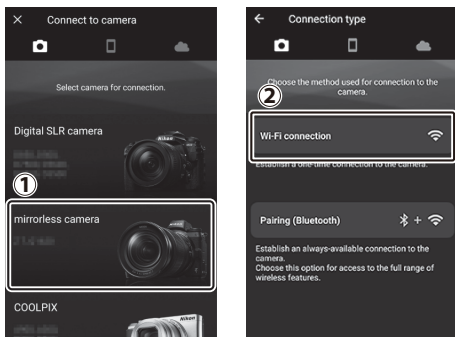 Connect to camera
Select camera for connection.
Digital SLR camera
Nikon
1
mirrorless camera
Nikon
COOLPIX
Nikon
Connection type
Choose the method used for connection to the
camera.
2
Wi-Fi connection
Establish a one-time connection to the camera.
Pairing (Bluetooth)
+
Establish an always-available connection to the
camera.
Choose this option for access to the full range of
wireless features.